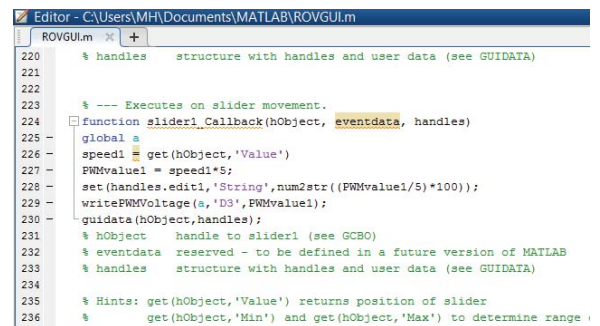 Editor - C:\Users\MH\Documents\MATLAB\ROVGUI.m
ROVGUI.m × +
220 % handles structure with handles and user data (see GUIDATA)
221
222
223 % --- Executes on slider movement.
224 function slider1_Callback(hObject, eventdata, handles)
225 - global a
226 - speed1 = get(hObject,'Value')
227 - PWMvalue1 = speed1*5;
228 - set(handles.edit1,'String',num2str((PWMvalue1/5)*100));
229 - writePWMVoltage(a,'D3',PWMvalue1);
230 - guidata(hObject,handles);
231 % hObject handle to slider1 (see GCBO)
232 % eventdata reserved - to be defined in a future version of MATLAB
233 % handles structure with handles and user data (see GUIDATA)
234
235 % Hints: get(hObject,'Value') returns position of slider
236 % get(hObject,'Min') and get(hObject,'Max') to determine range